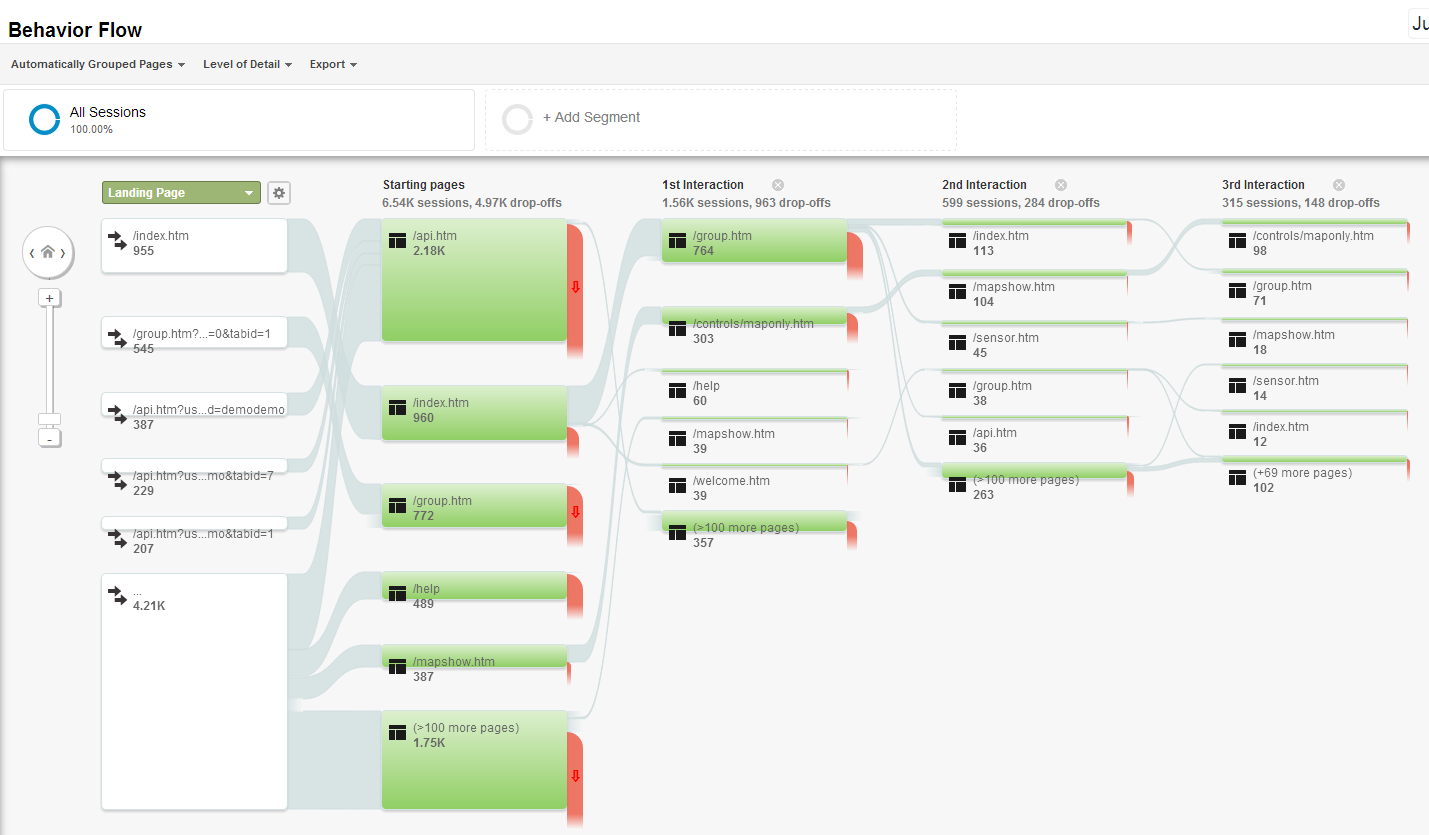 Behavior Flow
Ju
Automatically Grouped Pages
Level of Detail
Export
All Sessions
100.00%
+ Add Segment
Landing Page
/index.htm
955
/group.htm?...=0&tabid=1
545
/api.htm?us...d=demodemo
387
/api.htm?us...mo&tabid=7
229
/api.htm?us...mo&tabid=1
207
...
4.21K
+
-
Starting pages
6.54K sessions, 4.97K drop-offs
/api.htm
2.18K
/index.htm
960
/group.htm
772
/help
489
/mapshow.htm
387
(>100 more pages)
1.75K
1st Interaction
1.56K sessions, 963 drop-offs
/group.htm
764
/controls/maponly.htm
303
/help
60
/mapshow.htm
39
/welcome.htm
39
(>100 more pages)
357
2nd Interaction
599 sessions, 284 drop-offs
/index.htm
113
/mapshow.htm
104
/sensor.htm
45
/group.htm
38
/api.htm
36
(>100 more pages)
263
3rd Interaction
315 sessions, 148 drop-offs
/controls/maponly.htm
98
/group.htm
71
/mapshow.htm
18
/sensor.htm
14
/index.htm
12
(+69 more pages)
102